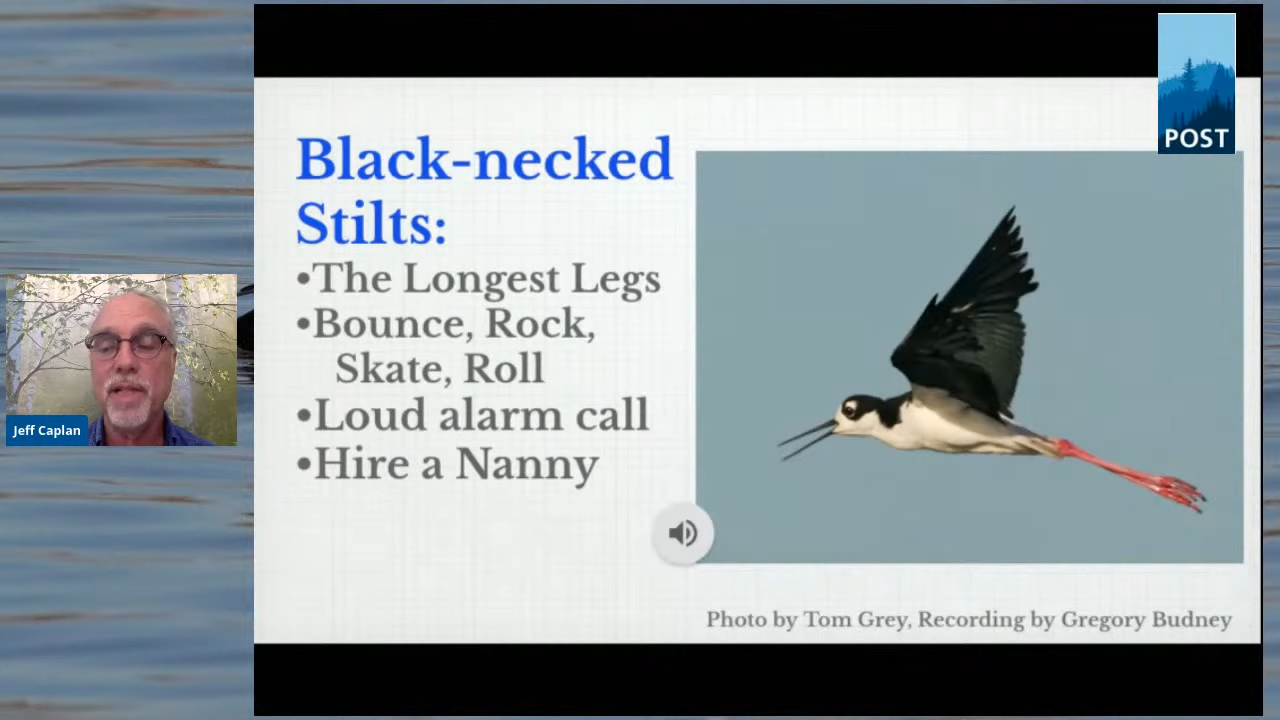 POST
Black-necked
Stilts:
•The Longest Legs
•Bounce, Rock,
Skate, Roll
•Loud alarm call
•Hire a Nanny
Jeff Caplan
Photo by Tom Grey, Recording by Gregory Budney